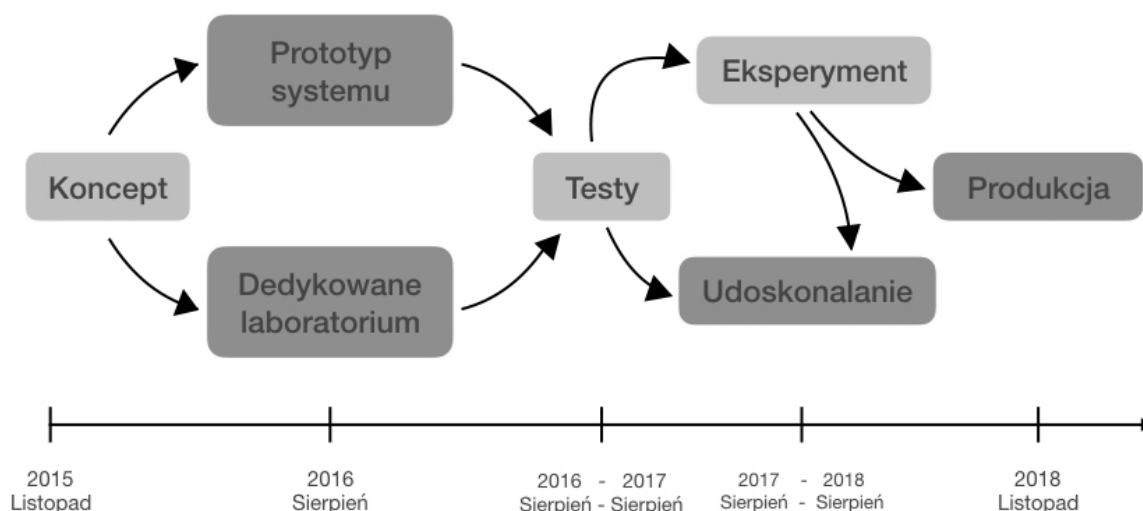 Prototyp
systemu
Eksperyment
Koncept
Testy
Produkcja
Dedykowane
laboratorium
Udoskonalanie
2015
Listopad
2016
Sierpień
2016 - 2017
Sierpień - Sierpień
2017 - 2018
Sierpień - Sierpień
2018
Listopad